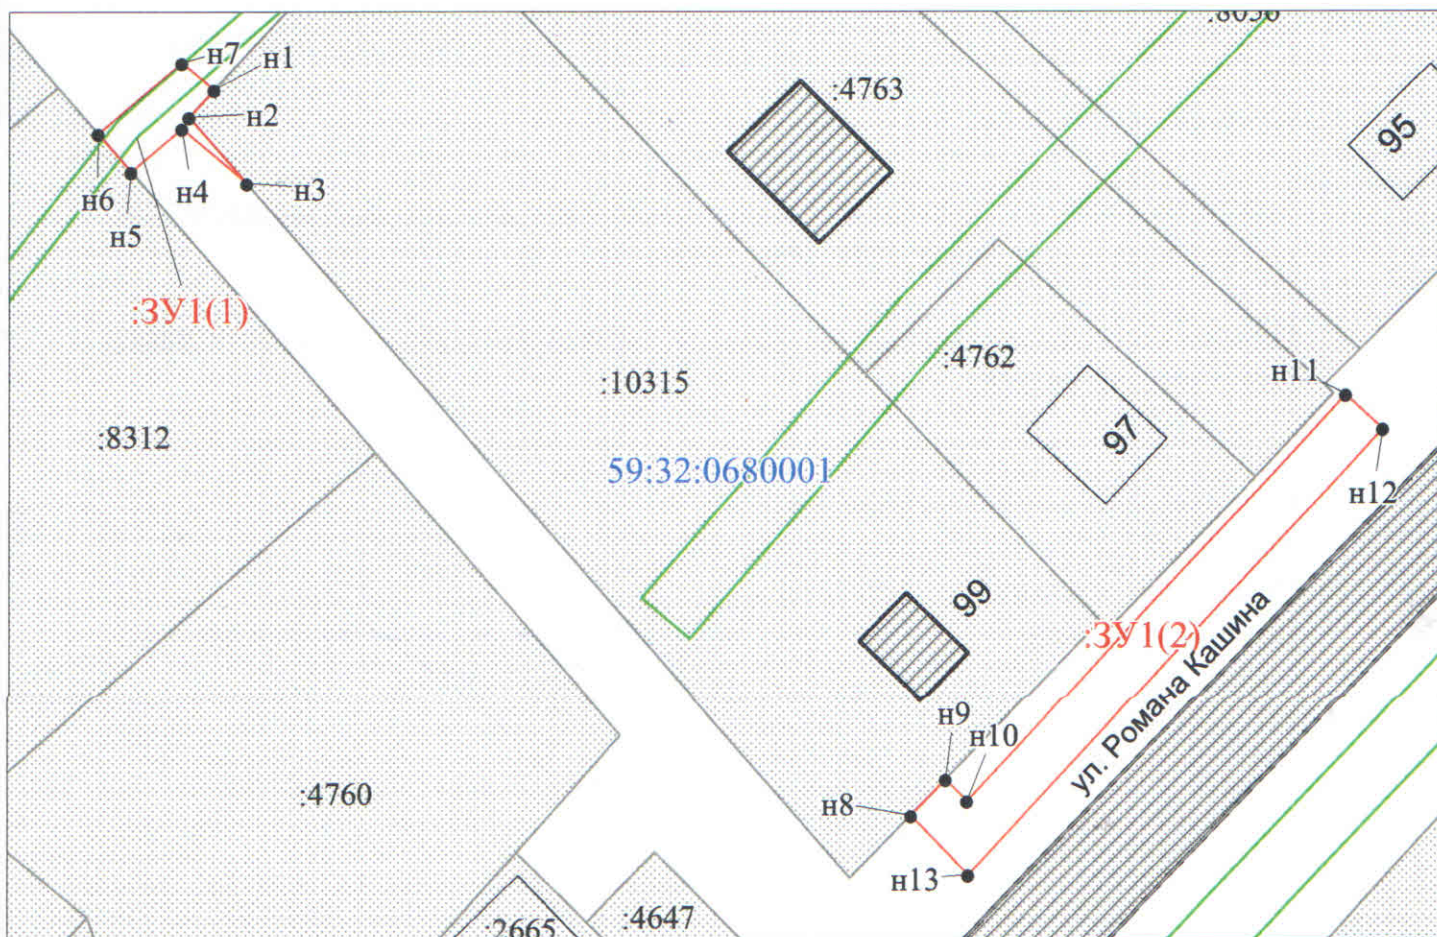 :8056
н7
н1
:4763
95
н2
н4
н3
н6
н5
:ЗУ1(1)
:4762
н11
:10315
97
:8312
59:32:0680001
н12
99
:ЗУ1(2)
ул. Романа Кашина
н9
н10
:4760
н8
н13
:4647
:2665